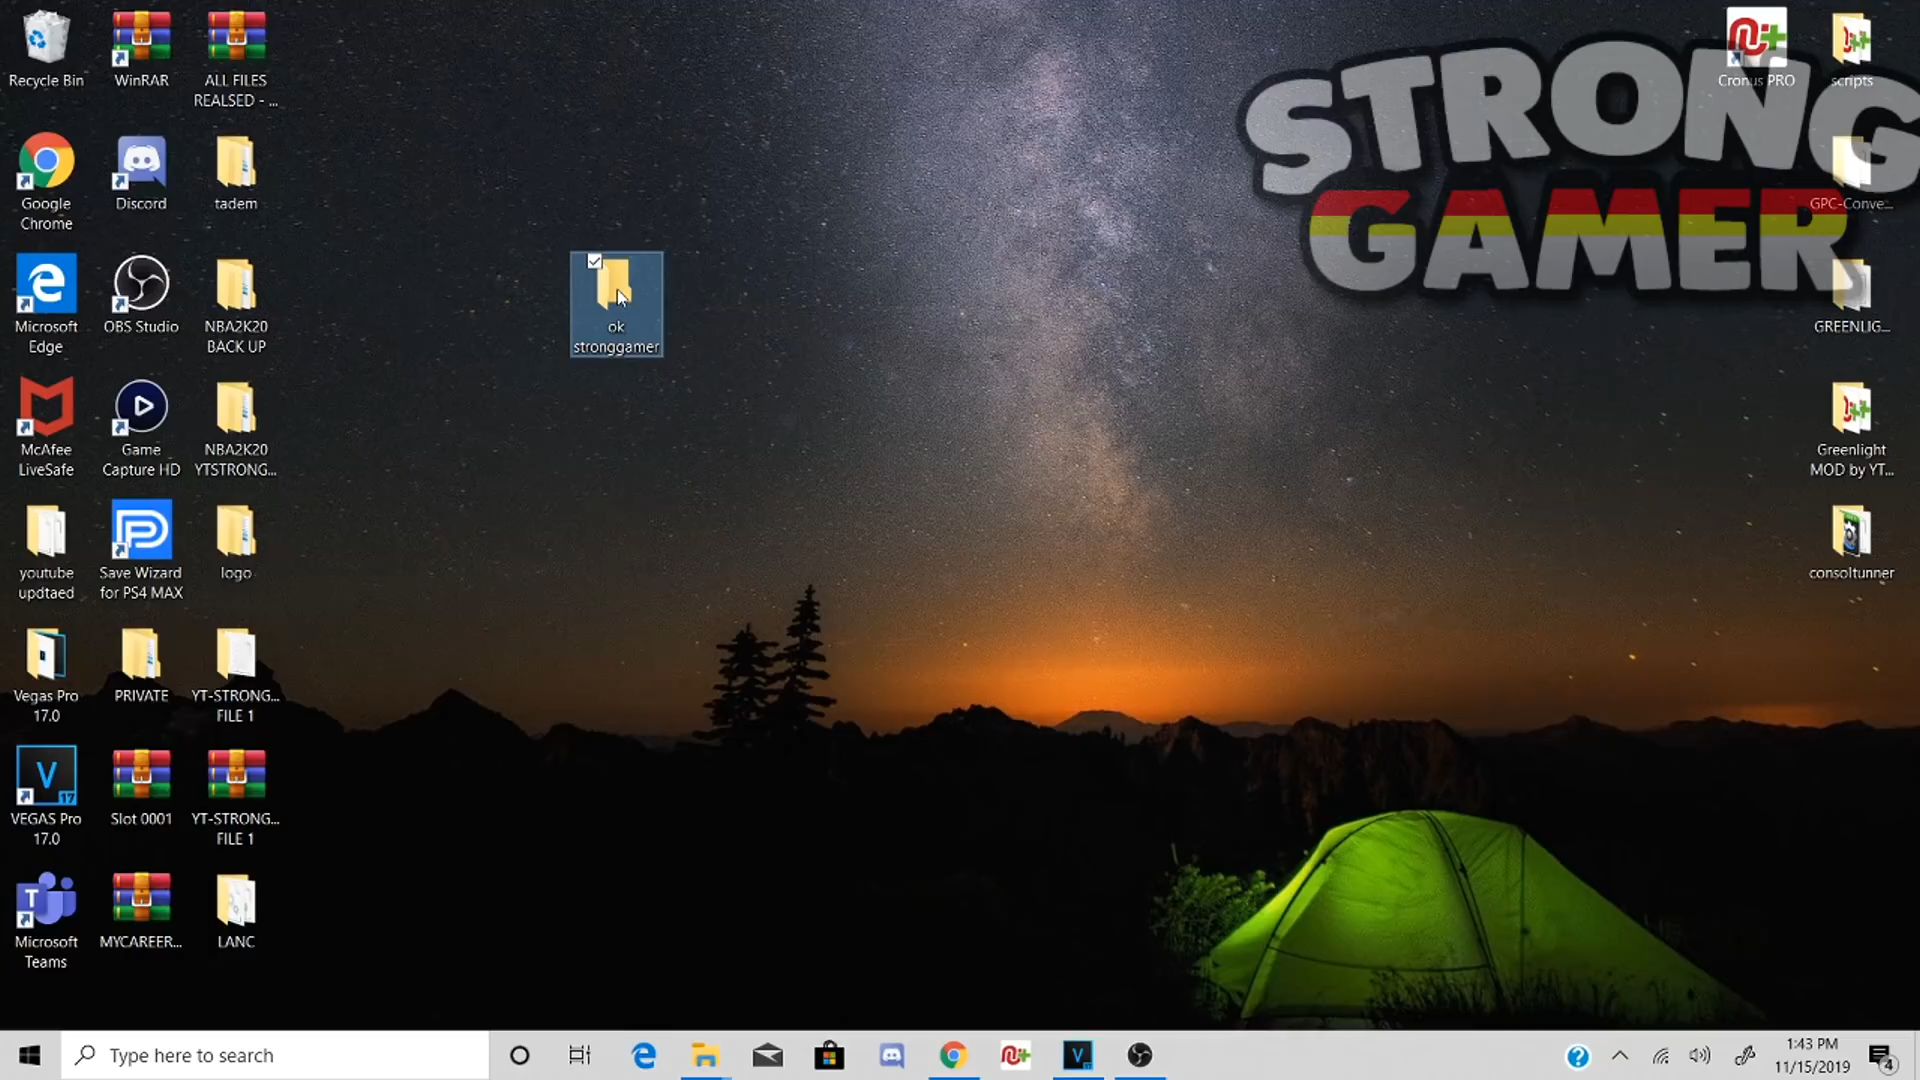 Recycle Bin
WinRAR
ALL FILES
REALSED - ...
Cronus PRO
scripts
STRONG
GAMER
Google
Chrome
Discord
tadem
GPC-Conve...
Microsoft
Edge
OBS Studio
NBA2K20
BACK UP
ok
stronggamer
GREENLIG...
McAfee
LiveSafe
Game
Capture HD
NBA2K20
YTSTRONG...
Greenlight
MOD by YT...
youtube
updtaed
Save Wizard
for PS4 MAX
logo
consoltunner
Vegas Pro
17.0
PRIVATE
YT-STRONG...
FILE 1
V
17
VEGAS Pro
17.0
Slot 0001
YT-STRONG...
FILE 1
T
Microsoft
Teams
MYCAREER...
LANC
Type here to search
V
1:43 PM
11/15/2019
4